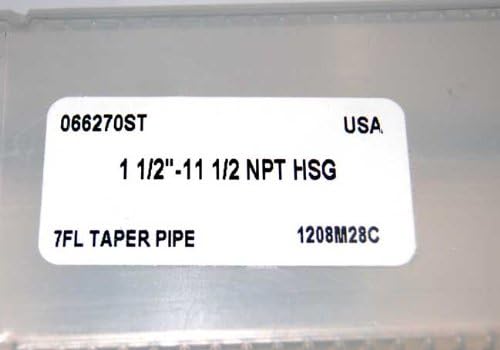 066270ST USA
1 1/2"-11 1/2 NPT HSG
7FL TAPER PIPE 1208M28C